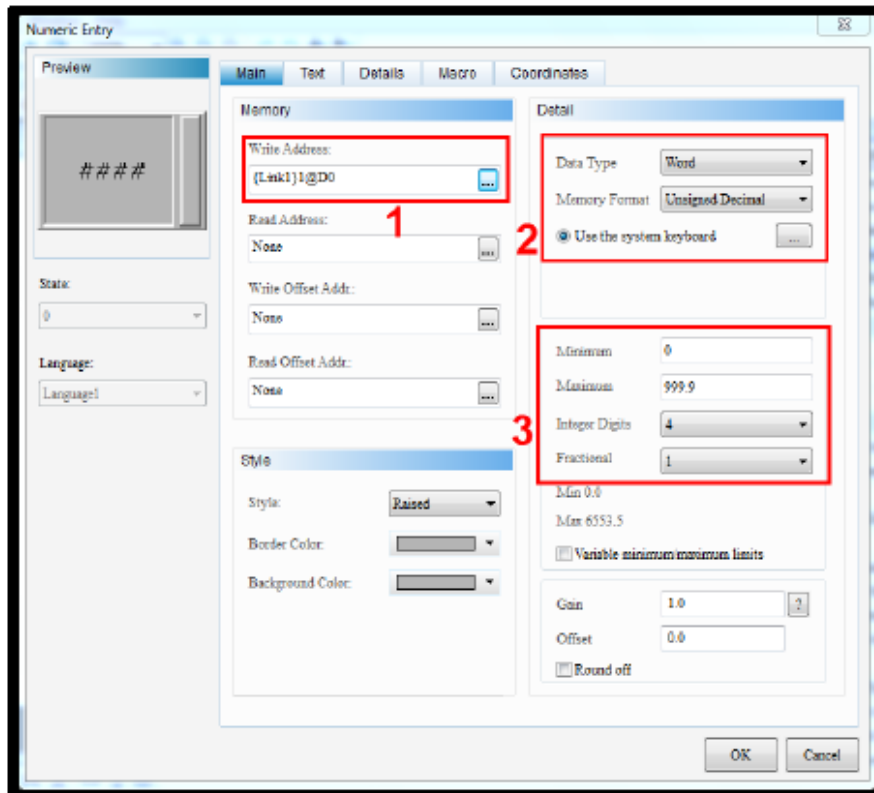 Numeric Entry
Preview
####
State:
0
Language:
Language1
Main Text Details Macro Coordinates
Memory
Write Address:
{Link1}1@D0
...
1
Read Address:
None
...
Write Offset Addr.:
None
...
Read Offset Addr.:
None
...
Style
Style: Raised
Border Color:
Background Color:
Detail
Data Type Word
Memory Format Unsigned Decimal
2
Use the system keyboard ...
Minimum 0
Maximum 999.9
3
Integer Digits 4
Fractional 1
Min 0.0
Max 6553.5
Variable minimum/maximum limits
Gain 1.0 ?
Offset 0.0
Round off
OK Cancel